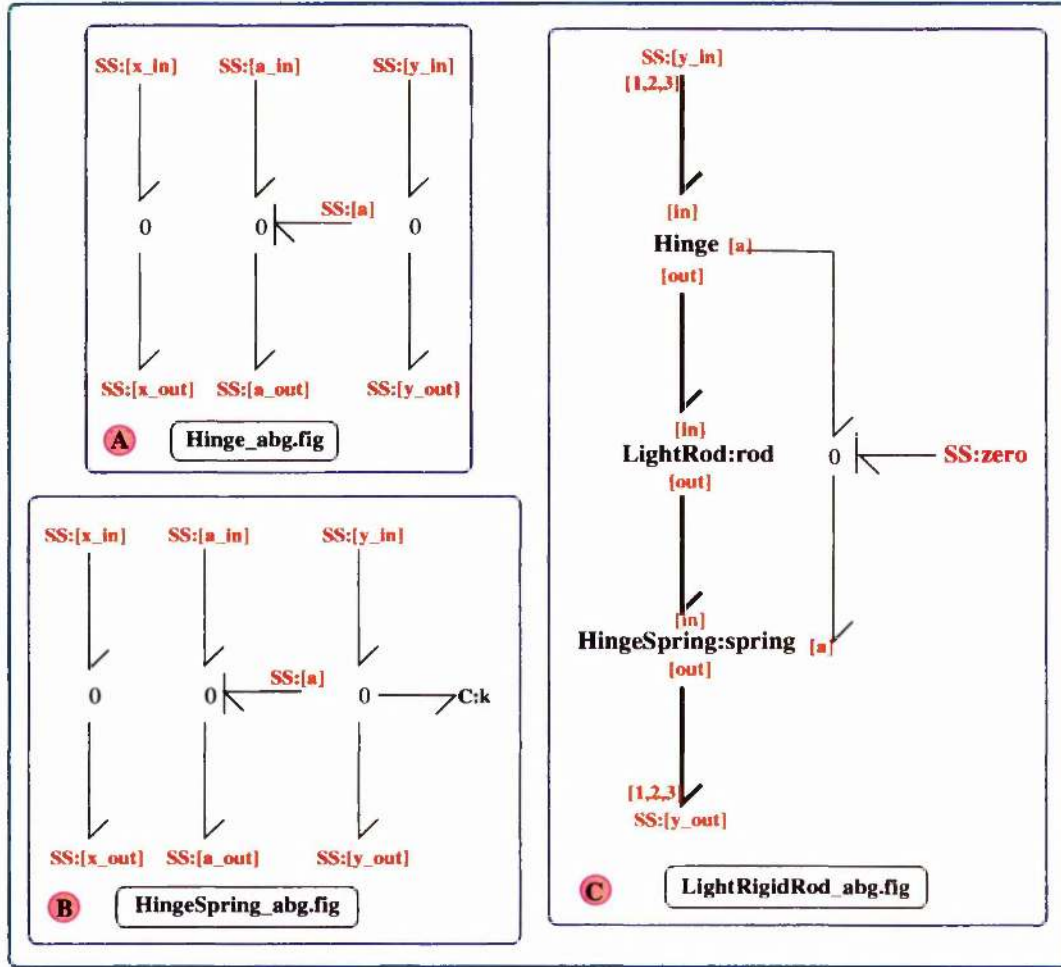 SS:[x_in] SS:[a_in] SS:[y_in]
0 0 SS:[a] 0
SS:[x_out] SS:[a_out] SS:[y_out]
A Hinge_abg.fig
SS:[x_in] SS:[a_in] SS:[y_in]
0 0 SS:[a] 0 C:k
SS:[x_out] SS:[a_out] SS:[y_out]
B HingeSpring_abg.fig
SS:[y_in]
[1,2,3]
[in]
Hinge [a]
[out]
[in]
LightRod:rod 0 SS:zero
[out]
[in]
HingeSpring:spring [a]
[out]
[1,2,3]
SS:[y_out]
C LightRigidRod_abg.fig